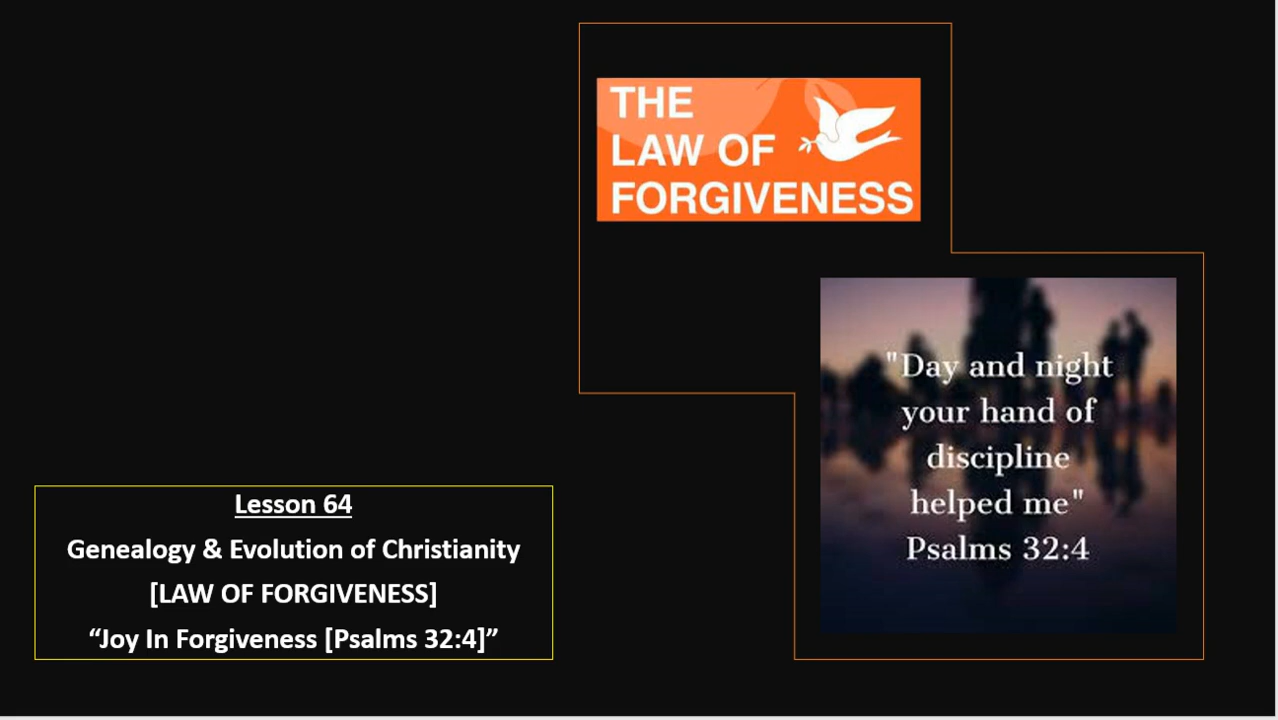 THE
LAW OF
FORGIVENESS
"Day and night
your hand of
discipline
helped me"
Psalms 32:4
Lesson 64
Genealogy & Evolution of Christianity
[LAW OF FORGIVENESS]
“Joy In Forgiveness [Psalms 32:4]”